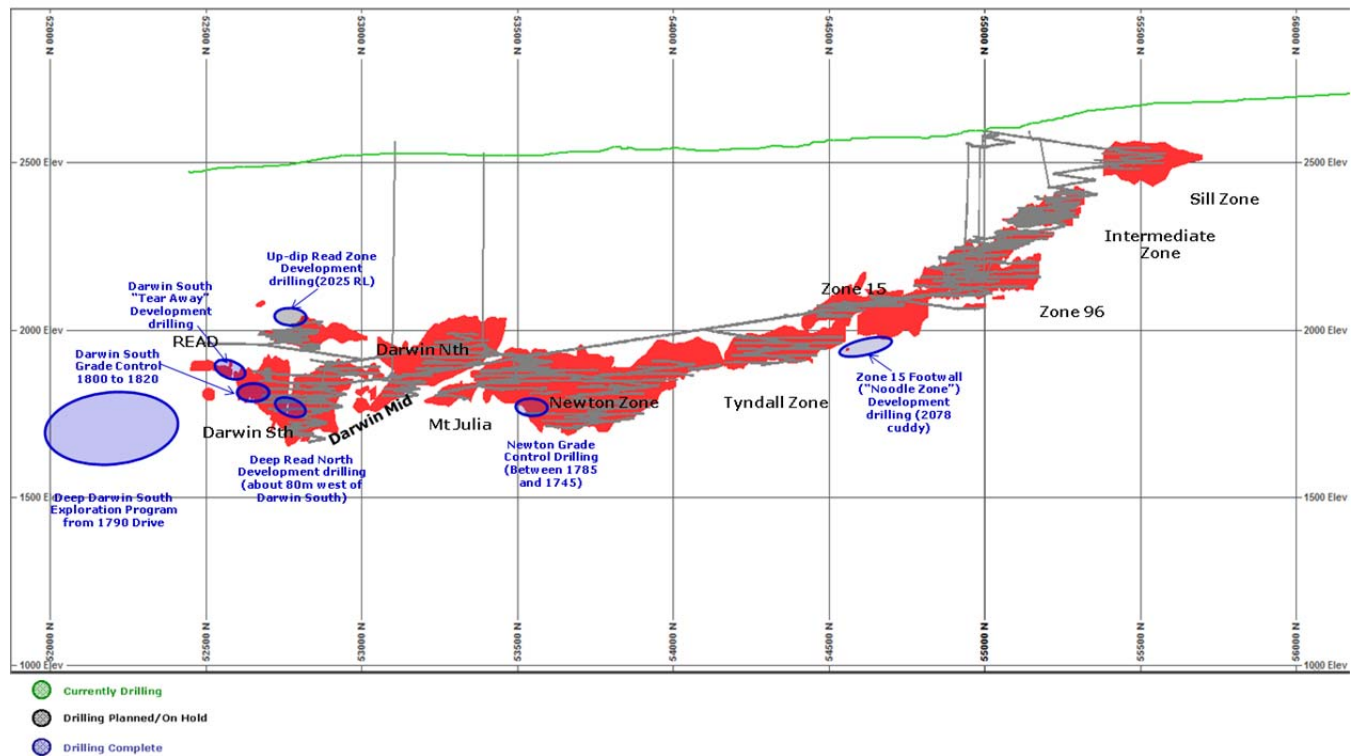 52000 N
52500 N
53000 N
53500 N
54000 N
54500 N
55000 N
55500 N
56000 N
2500 Elev
2500 Elev
Sill Zone
Intermediate
Zone
Up-dip Read Zone
Development
drilling(2025 RL)
Darwin South
"Tear Away"
Development
drilling
Zone 15
Zone 96
2000 Elev
2000 Elev
READ
Darwin Nth
Darwin South
Grade Control
1800 to 1820
Zone 15 Footwall
("Noodle Zone")
Development
drilling (2078
cuddy)
Newton Zone
Tyndall Zone
Darwin Sth
Darwin Mid
Mt Julia
Deep Read North
Development drilling
(about 80m west of
Darwin South)
Newton Grade
Control Drilling
(Between 1785
and 1745)
1500 Elev
1500 Elev
Deep Darwin South
Exploration Program
from 1790 Drive
52000 N
52500 N
53000 N
53500 N
54000 N
54500 N
55000 N
55500 N
56000 N
1000 Elev
1000 Elev
Currently Drilling
Drilling Planned/On Hold
Drilling Complete